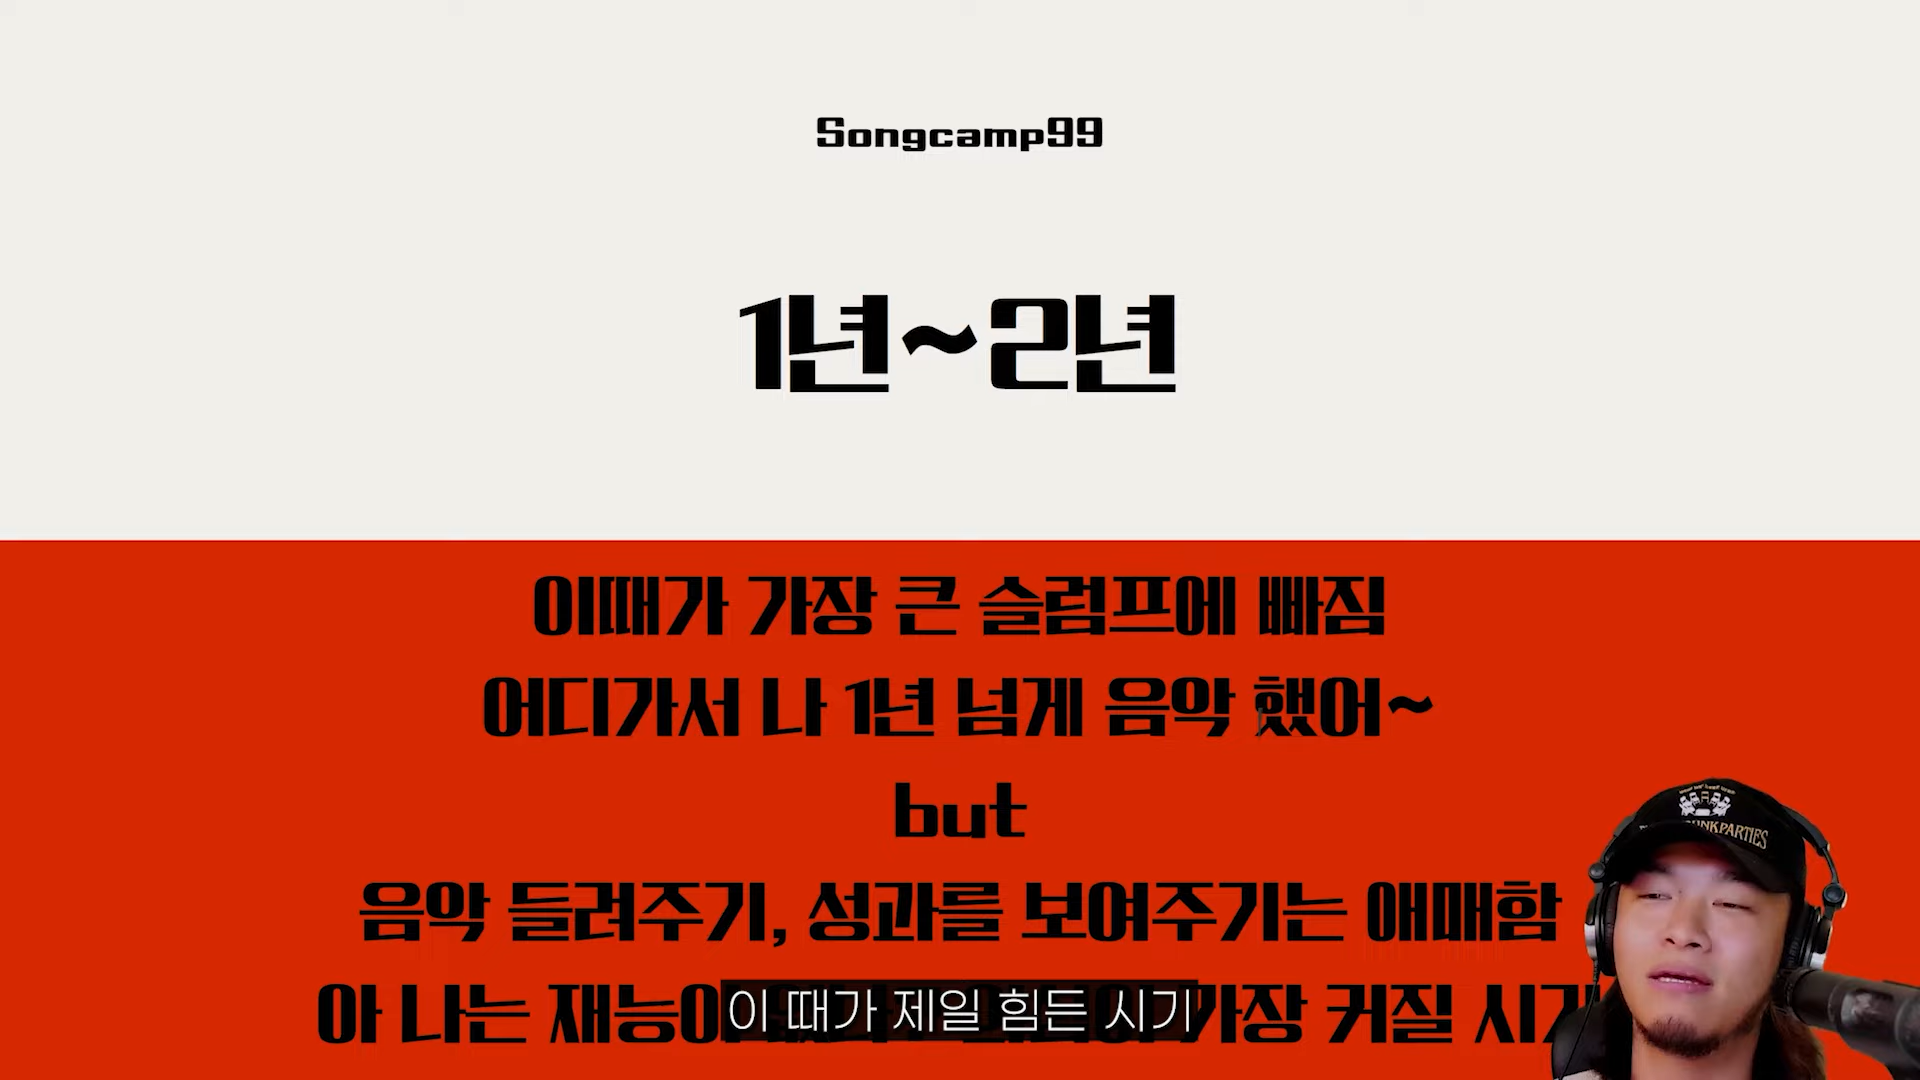 Songcamp99
1년~2년
이때가 가장 큰 슬럼프에 빠짐
어디가서 나 1년 넘게 음악 했어~
but
음악 들려주기, 성과를 보여주기는 애매함
아 나는 재능이 가장 커질 시기
이 때가 제일 힘든 시기